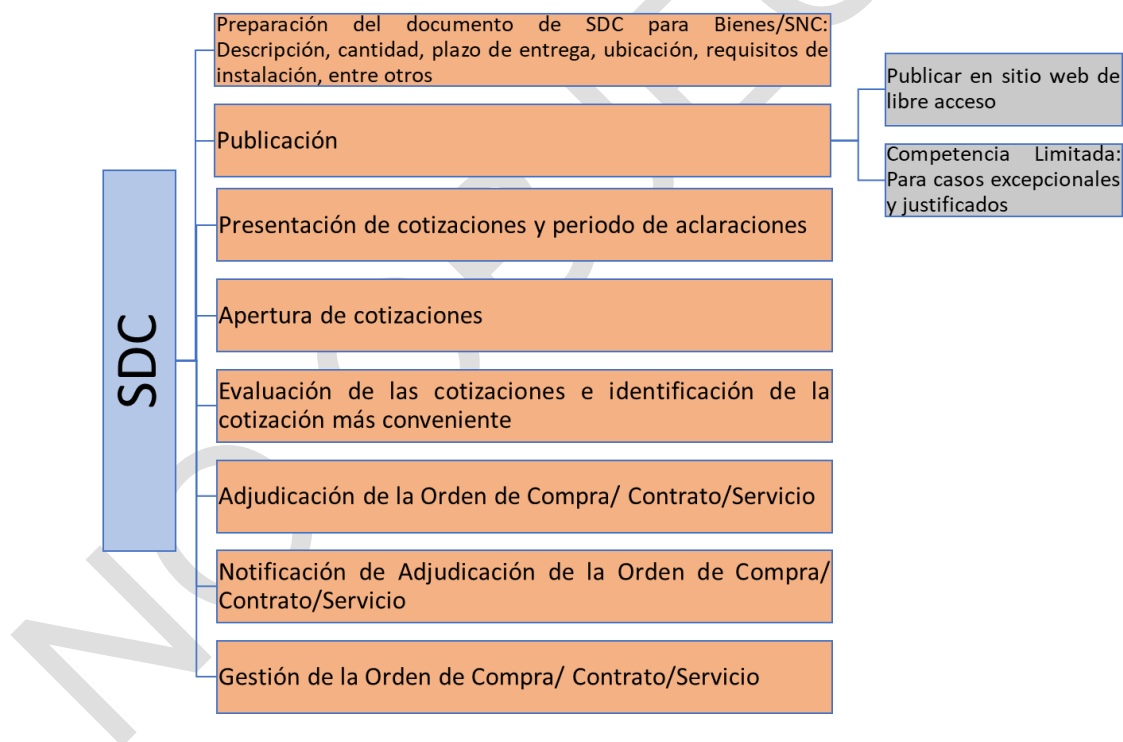 Preparación del documento de SDC para Bienes/SNC:
Descripción, cantidad, plazo de entrega, ubicación, requisitos de
instalación, entre otros
Publicar en sitio web de
libre acceso
Publicación
Competencia Limitada:
Para casos excepcionales
y justificados
SDC
Presentación de cotizaciones y periodo de aclaraciones
Apertura de cotizaciones
Evaluación de las cotizaciones e identificación de la
cotización más conveniente
Adjudicación de la Orden de Compra/ Contrato/Servicio
Notificación de Adjudicación de la Orden de Compra/
Contrato/Servicio
Gestión de la Orden de Compra/ Contrato/Servicio